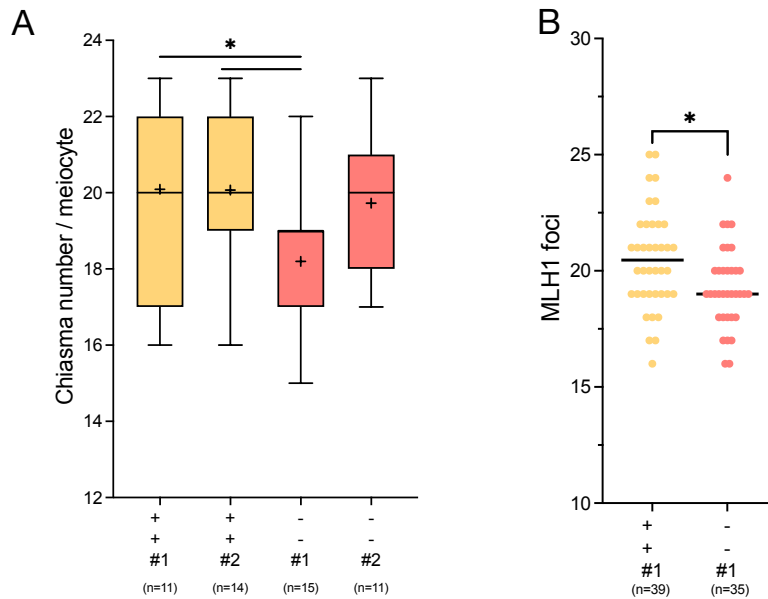 A
Chiasma number / meiocyte
24
22
20
18
16
14
12
*
+ + + +
+ + - -
+ + - -
#1 #2 #1 #2
(n=11) (n=14) (n=15) (n=11)
B
MLH1 foci
30
25
20
15
10
*
+ -
+ -
#1 #1
(n=39) (n=35)